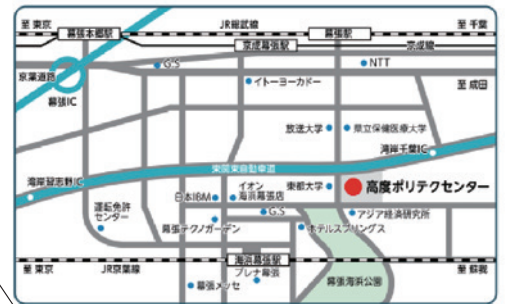 至 東京
JR総武線
至 千葉
幕張本郷駅
京成幕張駅
幕張駅
京成線
京葉道路
G.S
NTT
イトーヨーカドー
至 成田
幕張IC
放送大学
県立保健医療大学
湾岸千葉IC
東関東自動車道
湾岸習志野IC
日本IBM
イオン
海浜幕張店
東都大学
高度ポリテクセンター
運転免許
センター
G.S
アジア経済研究所
幕張テクノガーデン
ホテルスプリングス
海浜幕張駅
至 東京
JR京葉線
プレナ幕張
幕張メッセ
幕張海浜公園
至 蘇我